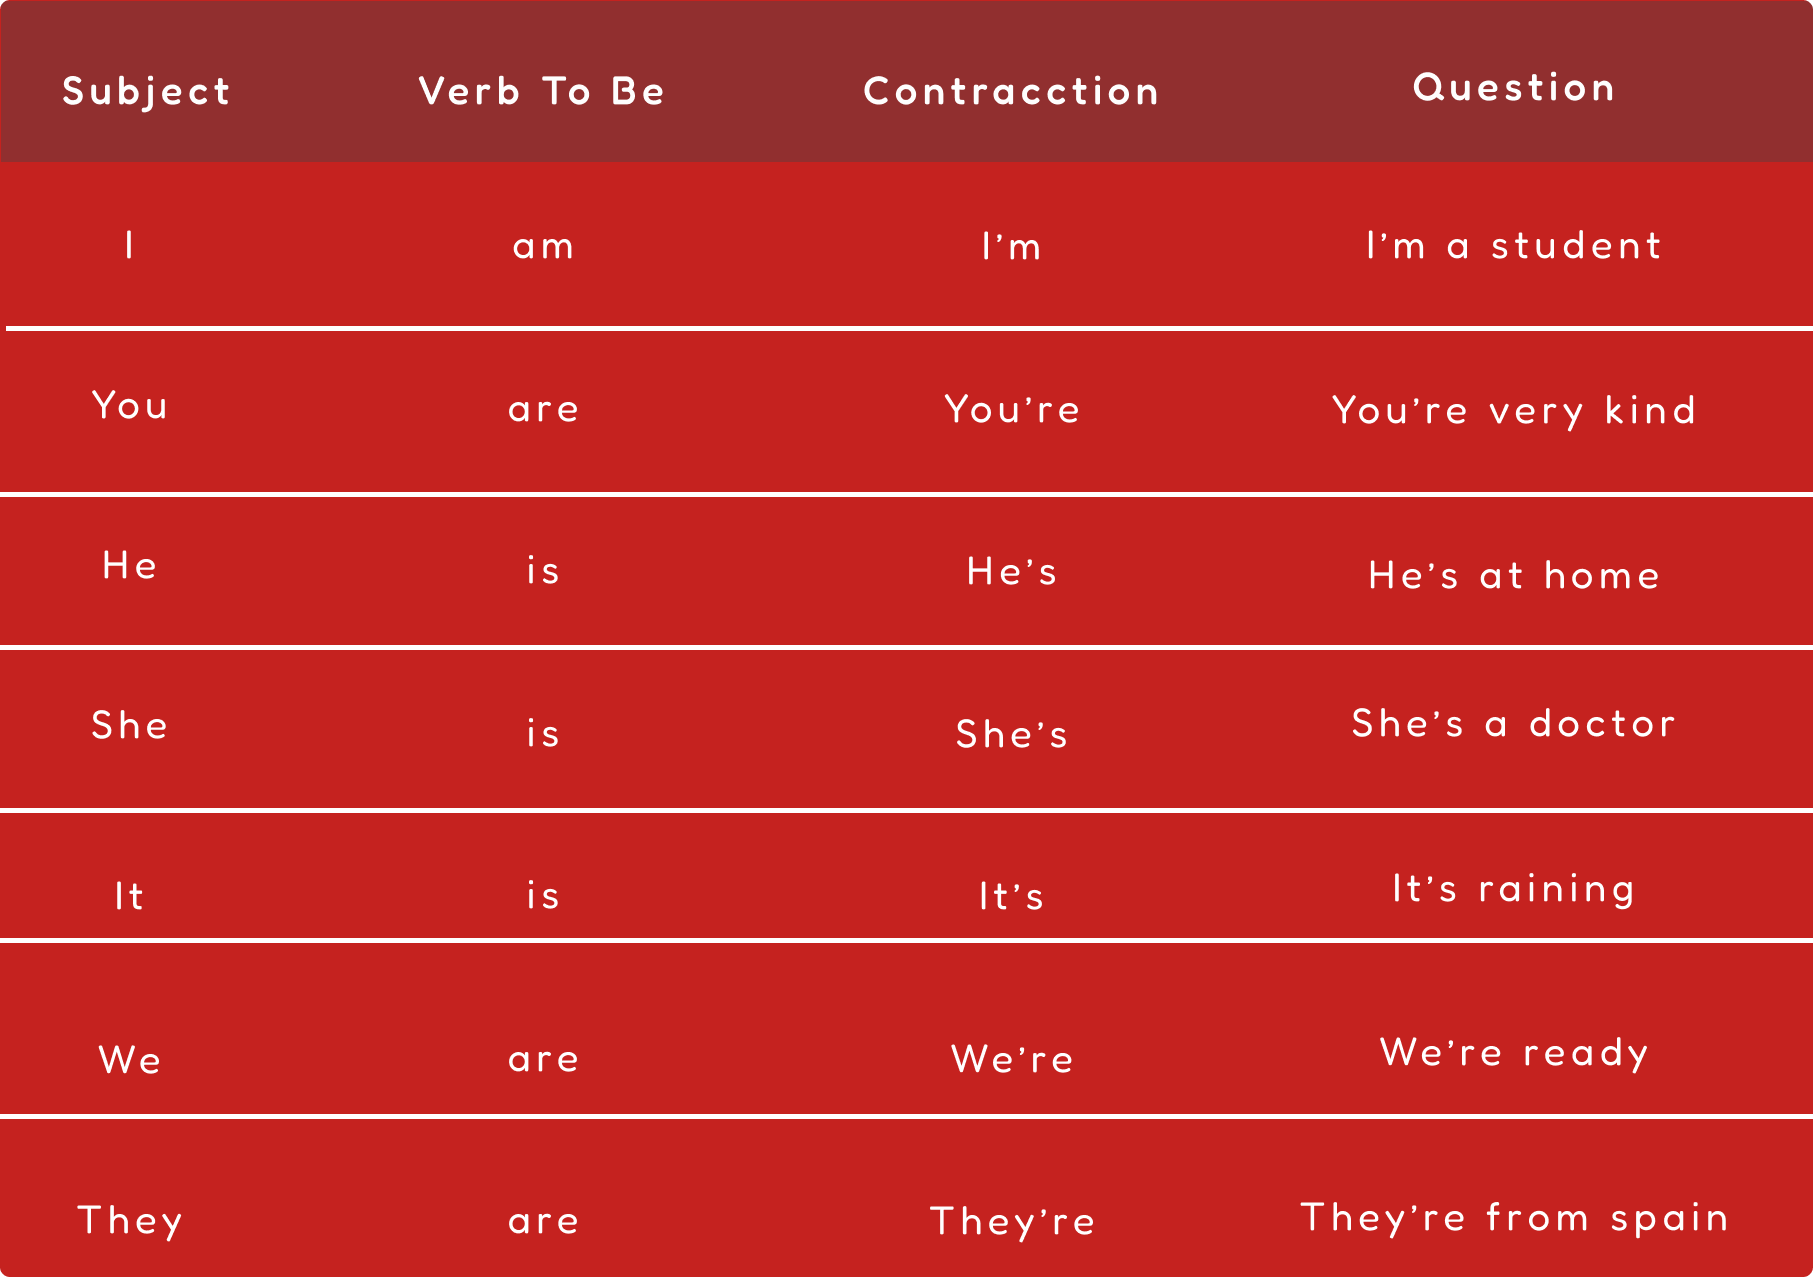 Subject Verb To Be Contracction Question
I am I'm I'm a student
You are You're You're very kind
He is He's He's at home
She is She's She's a doctor
It is It's It's raining
We are We're We're ready
They are They're They're from spain